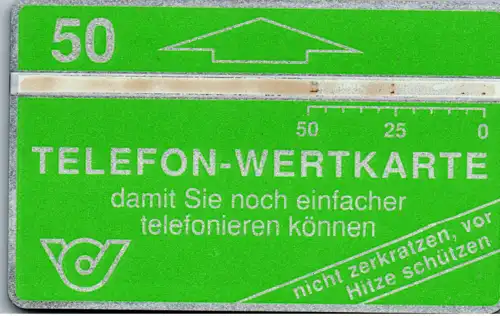 50
50 25 0
TELEFON-WERTKARTE
damit Sie noch einfacher
telefonieren können
nicht zerkratzen, vor
Hitze schützen